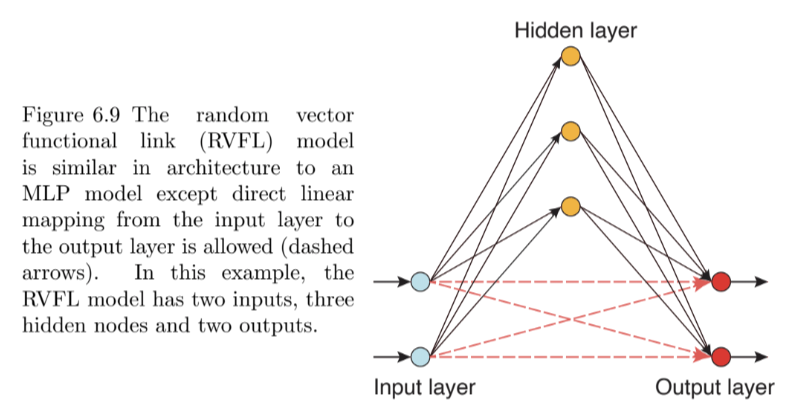 Hidden layer
Figure 6.9 The random vector
functional link (RVFL) model
is similar in architecture to an
MLP model except direct linear
mapping from the input layer to
the output layer is allowed (dashed
arrows). In this example, the
RVFL model has two inputs, three
hidden nodes and two outputs.
Input layer
Output layer